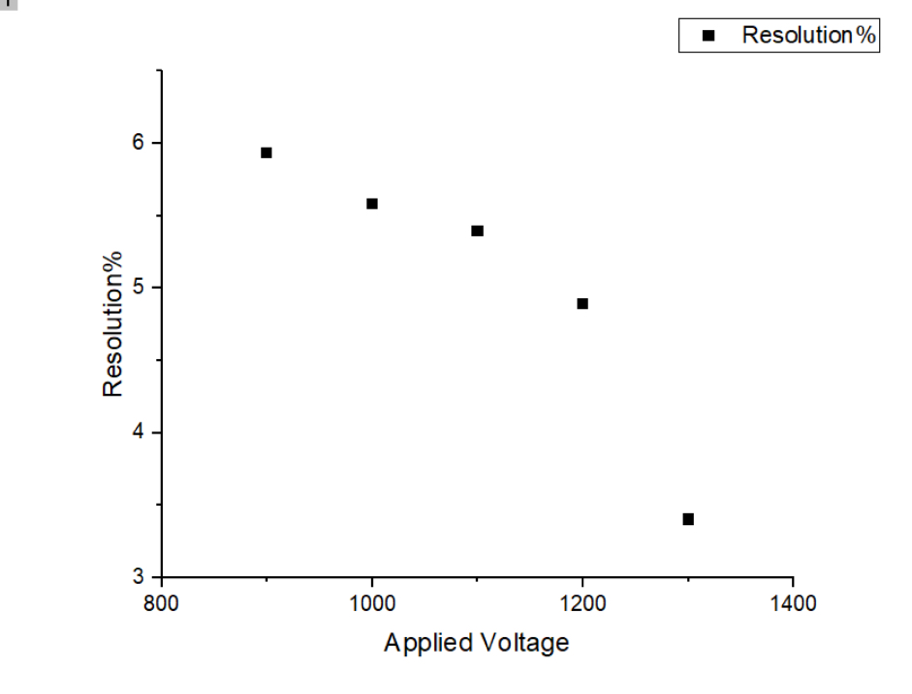 Resolution%
6
5
4
3
Resolution%
800 1000 1200 1400
Applied Voltage